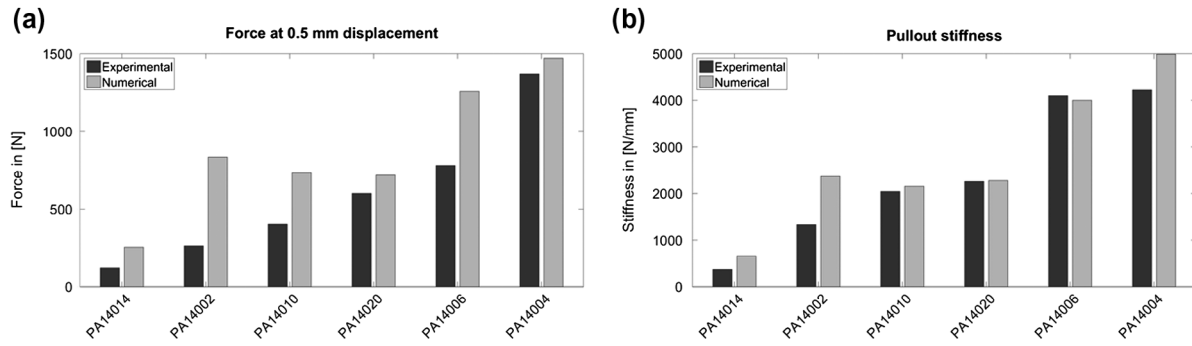 (a)
Force at 0.5 mm displacement
Force in [N]
1500
1000
500
0
Experimental
Numerical
PA14014
PA14002
PA14010
PA14020
PA14006
PA14004
(b)
Pullout stiffness
Stiffness in [N/mm]
5000
4000
3000
2000
1000
0
Experimental
Numerical
PA14014
PA14002
PA14010
PA14020
PA14006
PA14004